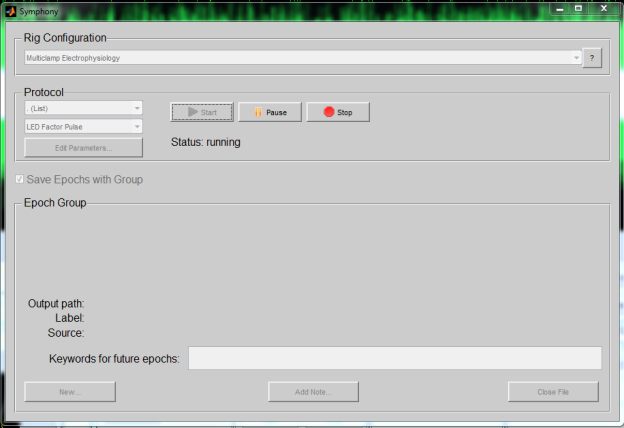 Symphony
Rig Configuration
Multiclamp Electrophysiology
?
Protocol
(List)
Start
Pause
Stop
LED Factor Pulse
Edit Parameters...
Status: running
Save Epochs with Group
Epoch Group
Output path:
Label:
Source:
Keywords for future epochs:
New...
Add Note...
Close File